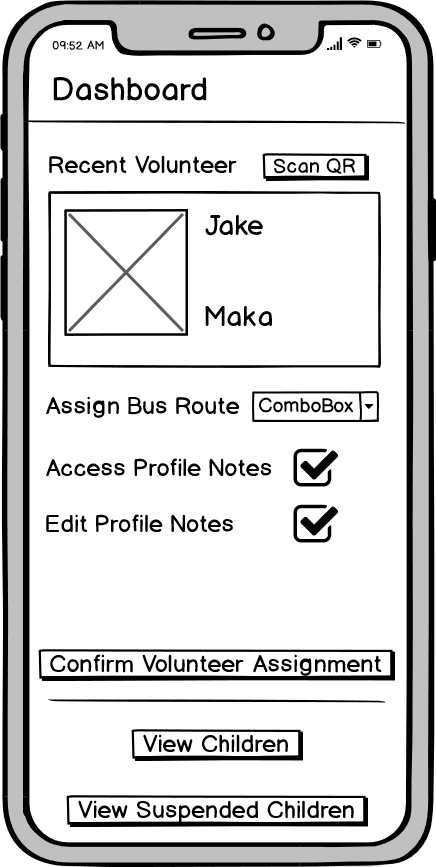 09:52 AM
Dashboard
Recent Volunteer Scan QR
Jake
Maka
Assign Bus Route ComboBox
Access Profile Notes
Edit Profile Notes
Confirm Volunteer Assignment
View Children
View Suspended Children